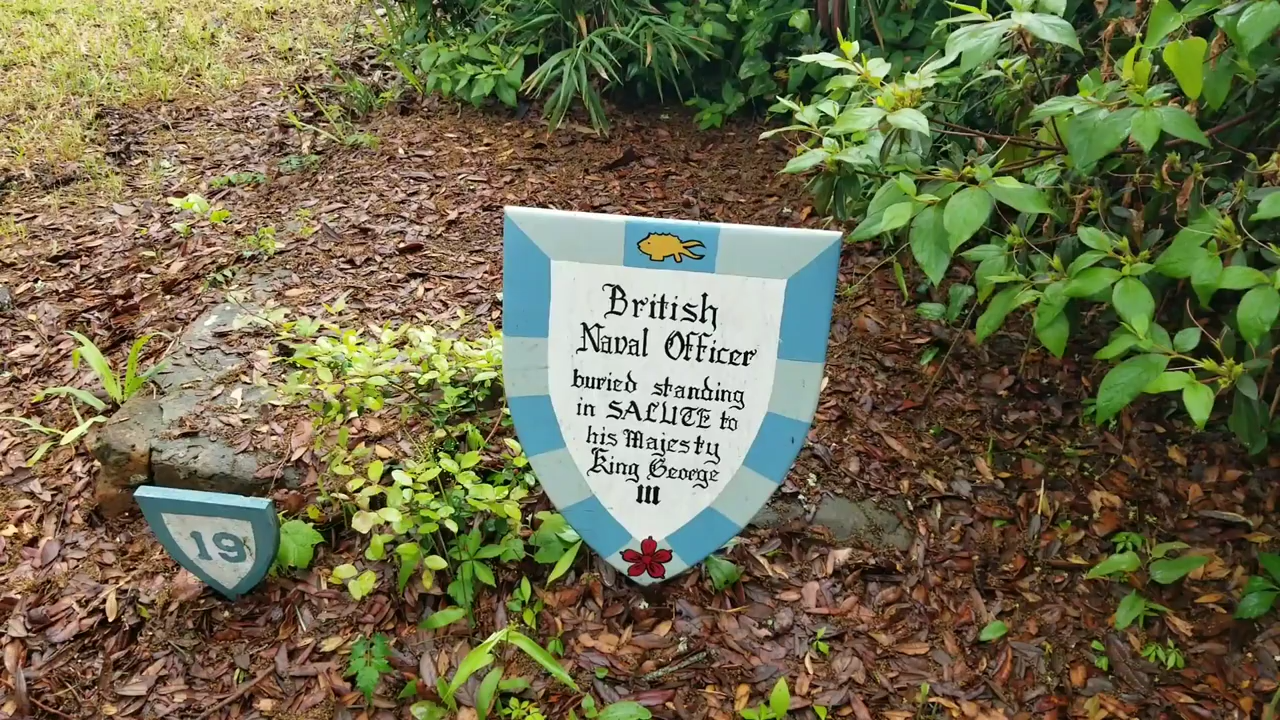 British
Naval Officer
buried standing
in SALUTE to
his Majesty
King George
III
19